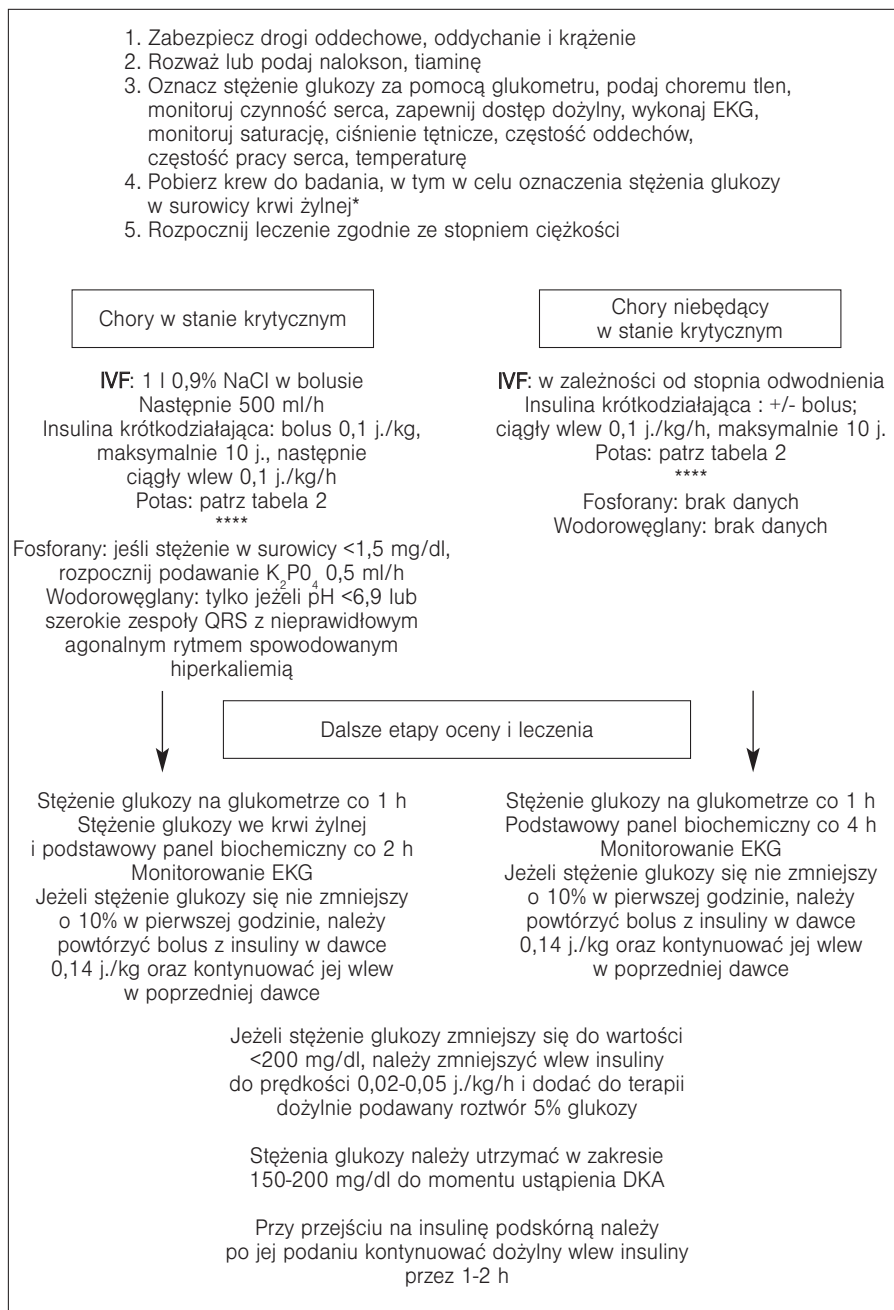 1. Zabezpiecz drogi oddechowe, oddychanie i krążenie
2. Rozważ lub podaj nalokson, tiaminę
3. Oznacz stężenie glukozy za pomocą glukometru, podaj choremu tlen,
monitoruj czynność serca, zapewnij dostęp dożylny, wykonaj EKG,
monitoruj saturację, ciśnienie tętnicze, częstość oddechów,
częstość pracy serca, temperaturę
4. Pobierz krew do badania, w tym w celu oznaczenia stężenia glukozy
w surowicy krwi żylnej*
5. Rozpocznij leczenie zgodnie ze stopniem ciężkości
Chory w stanie krytycznym
IVF: 1 l 0,9% NaCl w bolusie
Następnie 500 ml/h
Insulina krótkodziałająca: bolus 0,1 j./kg,
maksymalnie 10 j., następnie
ciągły wlew 0,1 j./kg/h
Potas: patrz tabela 2
****
Fosforany: jeśli stężenie w surowicy <1,5 mg/dl,
rozpocznij podawanie K2P04 0,5 ml/h
Wodorowęglany: tylko jeżeli pH <6,9 lub
szerokie zespoły QRS z nieprawidłowym
agonalnym rytmem spowodowanym
hiperkaliemią
Chory niebędący
w stanie krytycznym
IVF: w zależności od stopnia odwodnienia
Insulina krótkodziałająca : +/- bolus;
ciągły wlew 0,1 j./kg/h, maksymalnie 10 j.
Potas: patrz tabela 2
****
Fosforany: brak danych
Wodorowęglany: brak danych
Dalsze etapy oceny i leczenia
Stężenie glukozy na glukometrze co 1 h
Stężenie glukozy we krwi żylnej
i podstawowy panel biochemiczny co 2 h
Monitorowanie EKG
Jeżeli stężenie glukozy się nie zmniejszy
o 10% w pierwszej godzinie, należy
powtórzyć bolus z insuliny w dawce
0,14 j./kg oraz kontynuować jej wlew
w poprzedniej dawce
Stężenie glukozy na glukometrze co 1 h
Podstawowy panel biochemiczny co 4 h
Monitorowanie EKG
Jeżeli stężenie glukozy się nie zmniejszy
o 10% w pierwszej godzinie, należy
powtórzyć bolus z insuliny w dawce
0,14 j./kg oraz kontynuować jej wlew
w poprzedniej dawce
Jeżeli stężenie glukozy zmniejszy się do wartości
<200 mg/dl, należy zmniejszyć wlew insuliny
do prędkości 0,02-0,05 j./kg/h i dodać do terapii
dożylnie podawany roztwór 5% glukozy
Stężenia glukozy należy utrzymać w zakresie
150-200 mg/dl do momentu ustąpienia DKA
Przy przejściu na insulinę podskórną należy
po jej podaniu kontynuować dożylny wlew insuliny
przez 1-2 h